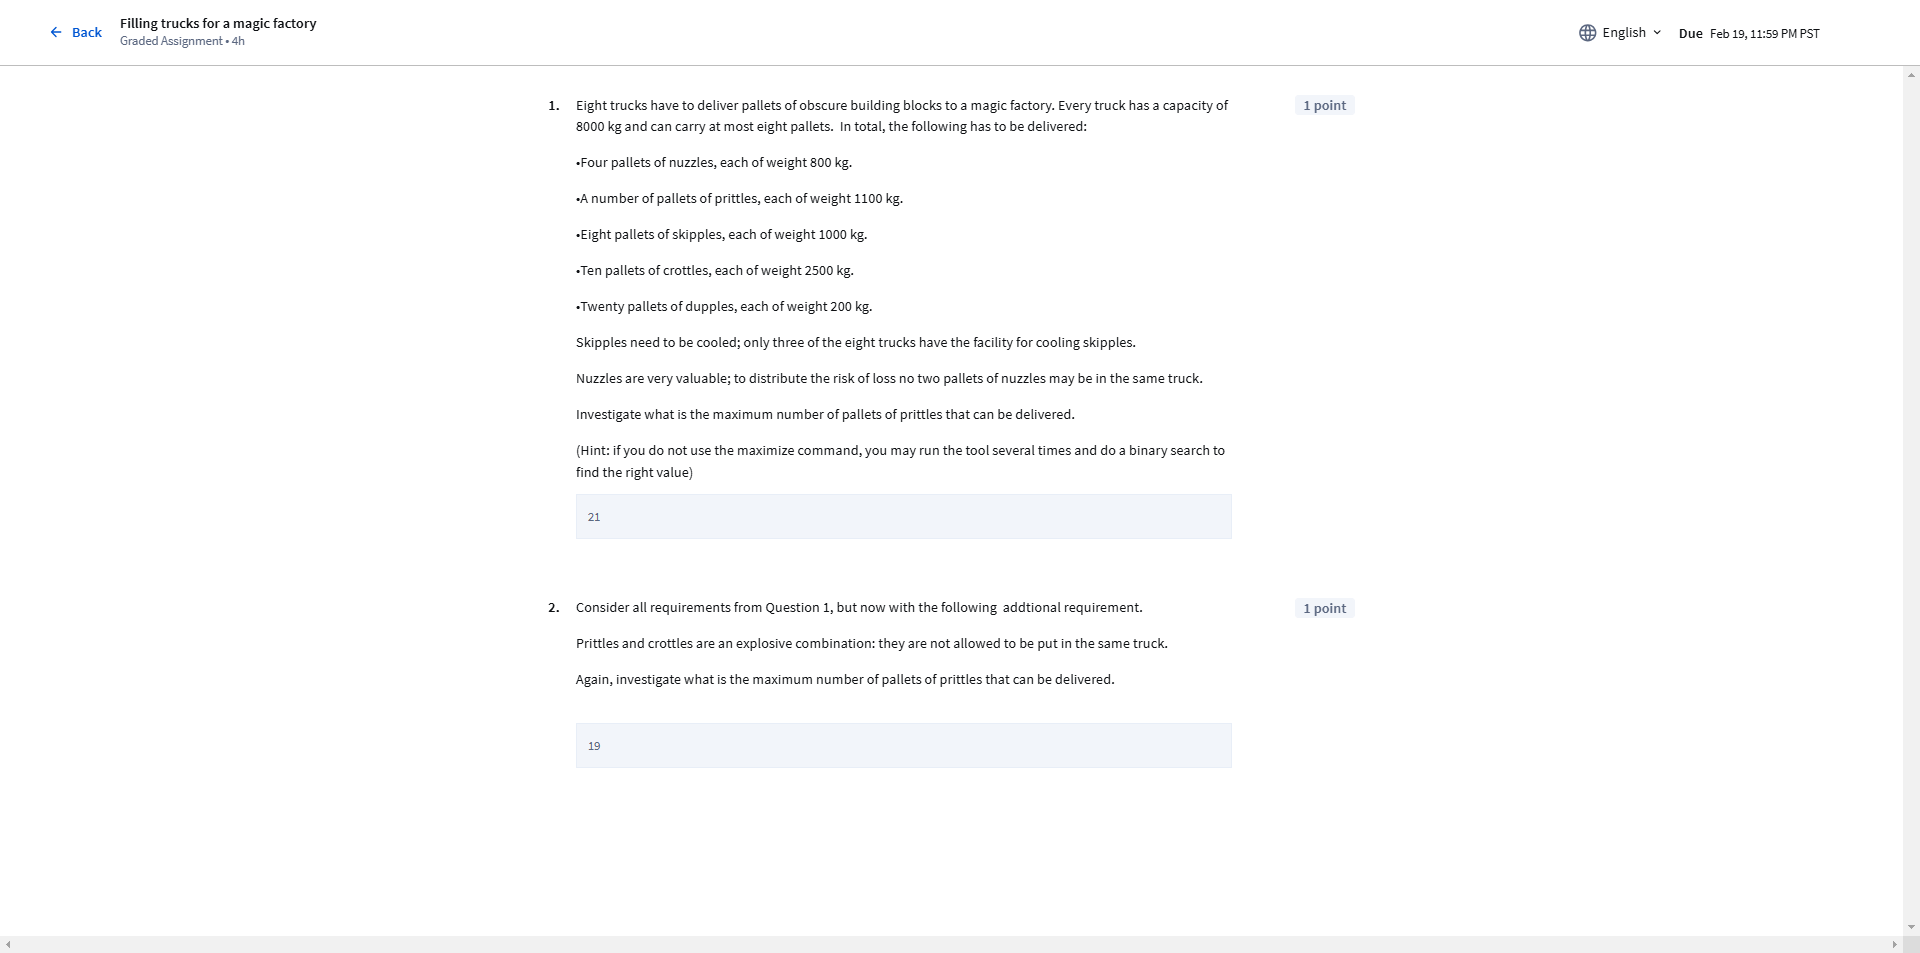 Back
Filling trucks for a magic factory
Graded Assignment • 4h
English
Due Feb 19, 11:59 PM PST
1. Eight trucks have to deliver pallets of obscure building blocks to a magic factory. Every truck has a capacity of
8000 kg and can carry at most eight pallets.  In total, the following has to be delivered:
1 point
•Four pallets of nuzzles, each of weight 800 kg.
•A number of pallets of prittles, each of weight 1100 kg.
•Eight pallets of skipples, each of weight 1000 kg.
•Ten pallets of crottles, each of weight 2500 kg.
•Twenty pallets of dupples, each of weight 200 kg.
Skipples need to be cooled; only three of the eight trucks have the facility for cooling skipples.
Nuzzles are very valuable; to distribute the risk of loss no two pallets of nuzzles may be in the same truck.
Investigate what is the maximum number of pallets of prittles that can be delivered.
(Hint: if you do not use the maximize command, you may run the tool several times and do a binary search to
find the right value)
21
2. Consider all requirements from Question 1, but now with the following  addtional requirement.
1 point
Prittles and crottles are an explosive combination: they are not allowed to be put in the same truck.
Again, investigate what is the maximum number of pallets of prittles that can be delivered.
19